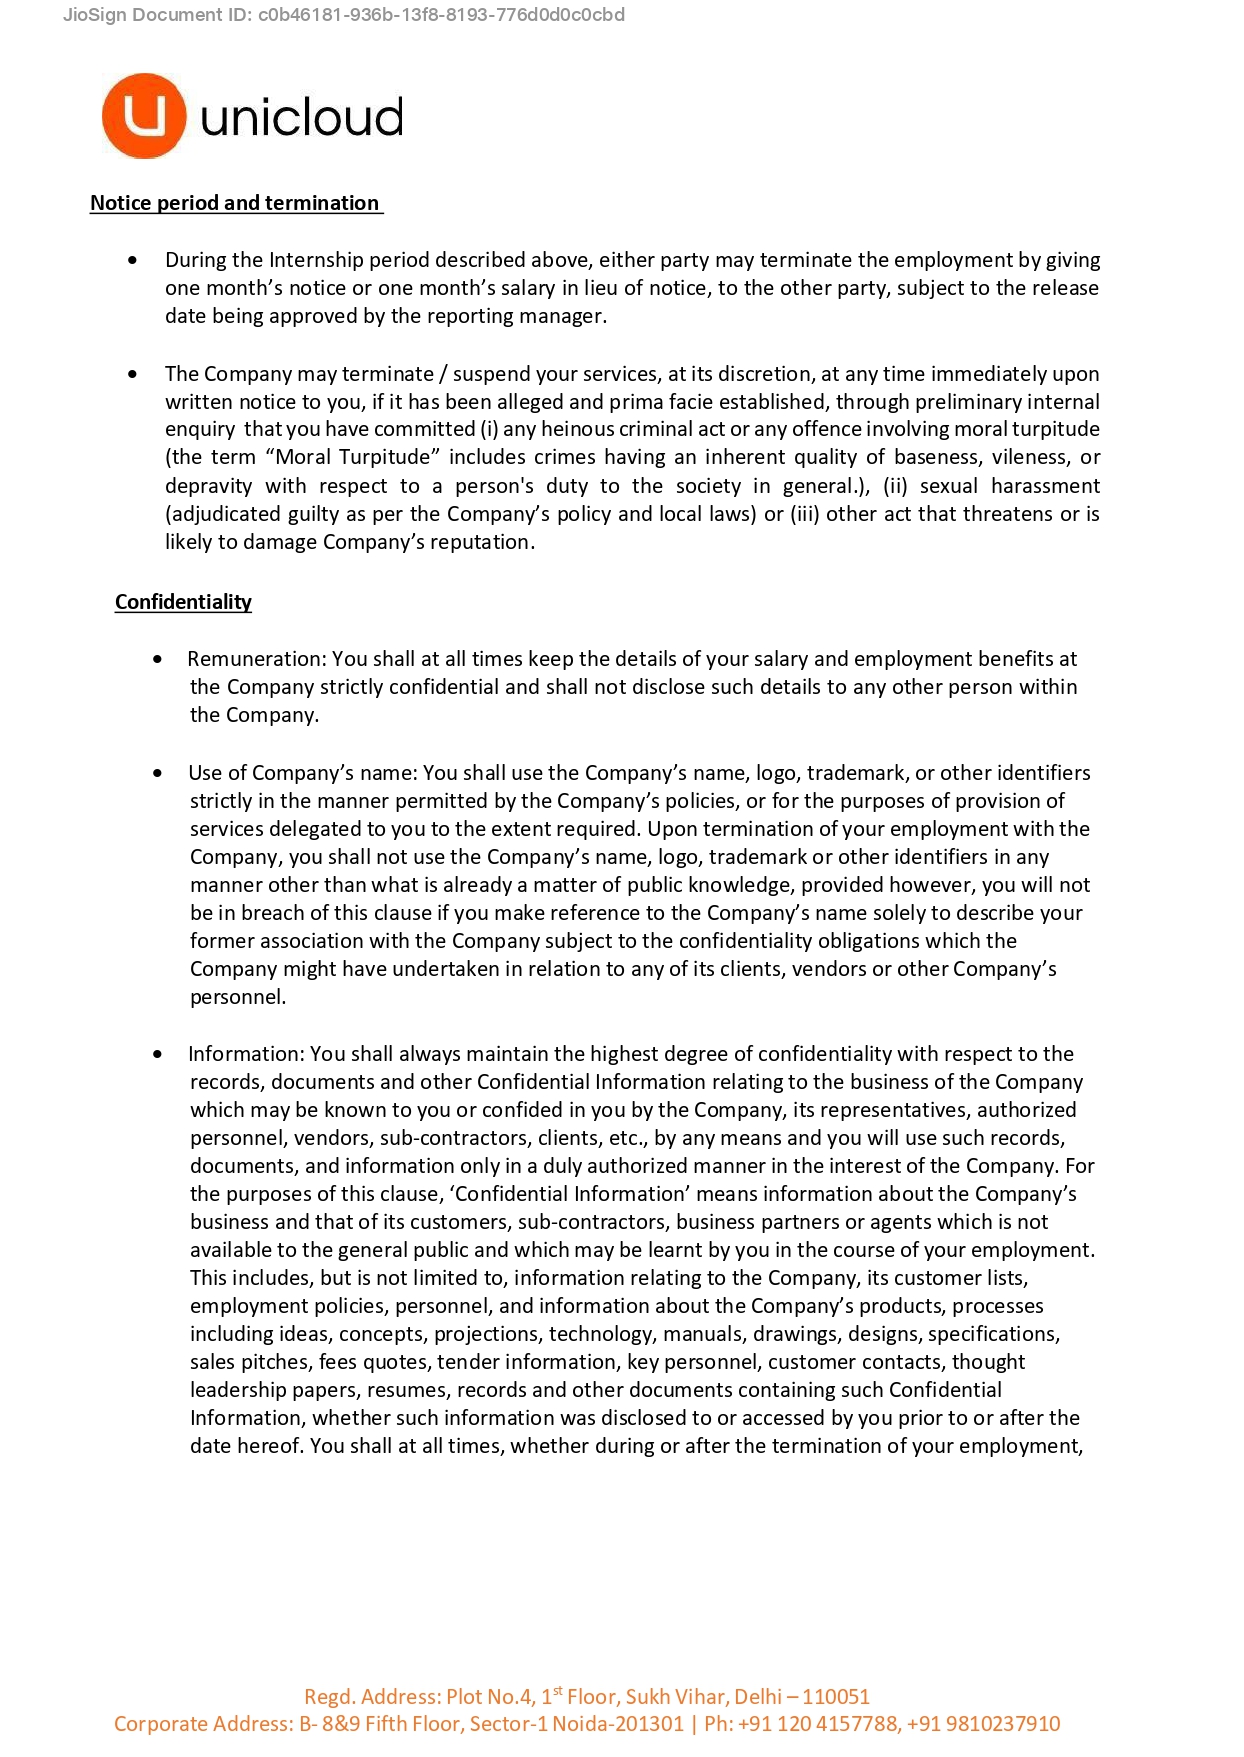 JioSign Document ID: c0b46181-936b-13f8-8193-776d0d0c0cbd
unicloud
Notice period and termination
• During the Internship period described above, either party may terminate the employment by giving
one month’s notice or one month’s salary in lieu of notice, to the other party, subject to the release
date being approved by the reporting manager.
• The Company may terminate / suspend your services, at its discretion, at any time immediately upon
written notice to you, if it has been alleged and prima facie established, through preliminary internal
enquiry that you have committed (i) any heinous criminal act or any offence involving moral turpitude
(the term “Moral Turpitude” includes crimes having an inherent quality of baseness, vileness, or
depravity with respect to a person's duty to the society in general.), (ii) sexual harassment
(adjudicated guilty as per the Company’s policy and local laws) or (iii) other act that threatens or is
likely to damage Company’s reputation.
Confidentiality
• Remuneration: You shall at all times keep the details of your salary and employment benefits at
the Company strictly confidential and shall not disclose such details to any other person within
the Company.
• Use of Company’s name: You shall use the Company’s name, logo, trademark, or other identifiers
strictly in the manner permitted by the Company’s policies, or for the purposes of provision of
services delegated to you to the extent required. Upon termination of your employment with the
Company, you shall not use the Company’s name, logo, trademark or other identifiers in any
manner other than what is already a matter of public knowledge, provided however, you will not
be in breach of this clause if you make reference to the Company’s name solely to describe your
former association with the Company subject to the confidentiality obligations which the
Company might have undertaken in relation to any of its clients, vendors or other Company’s
personnel.
• Information: You shall always maintain the highest degree of confidentiality with respect to the
records, documents and other Confidential Information relating to the business of the Company
which may be known to you or confided in you by the Company, its representatives, authorized
personnel, vendors, sub-contractors, clients, etc., by any means and you will use such records,
documents, and information only in a duly authorized manner in the interest of the Company. For
the purposes of this clause, ‘Confidential Information’ means information about the Company’s
business and that of its customers, sub-contractors, business partners or agents which is not
available to the general public and which may be learnt by you in the course of your employment.
This includes, but is not limited to, information relating to the Company, its customer lists,
employment policies, personnel, and information about the Company’s products, processes
including ideas, concepts, projections, technology, manuals, drawings, designs, specifications,
sales pitches, fees quotes, tender information, key personnel, customer contacts, thought
leadership papers, resumes, records and other documents containing such Confidential
Information, whether such information was disclosed to or accessed by you prior to or after the
date hereof. You shall at all times, whether during or after the termination of your employment,
Regd. Address: Plot No.4, 1st Floor, Sukh Vihar, Delhi – 110051
Corporate Address: B- 8&9 Fifth Floor, Sector-1 Noida-201301 | Ph: +91 120 4157788, +91 9810237910